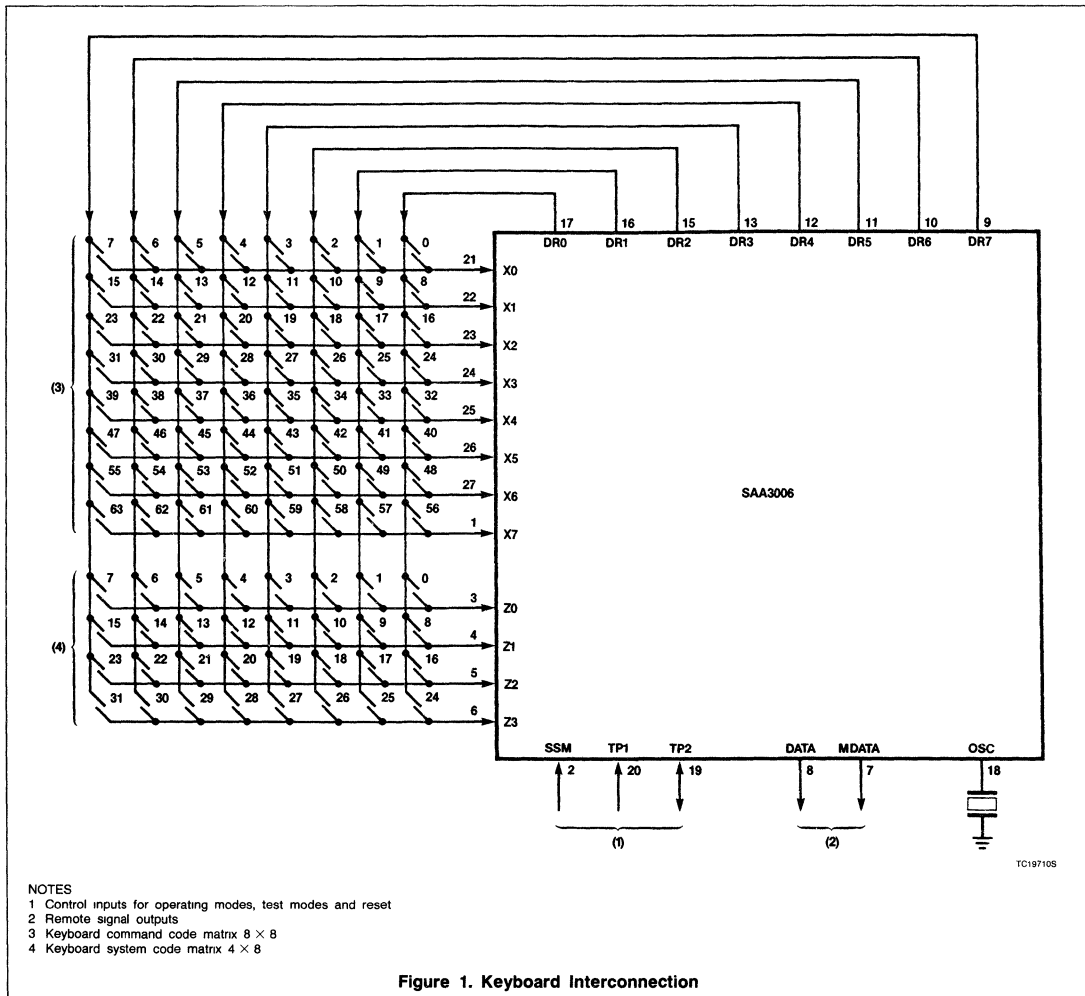 17 16 15 13 12 11 10 9
DR0 DR1 DR2 DR3 DR4 DR5 DR6 DR7
7 6 5 4 3 2 1 0
21 X0
15 14 13 12 11 10 9 8
22 X1
23 22 21 20 19 18 17 16
23 X2
31 30 29 28 27 26 25 24
24 X3
(3)
39 38 37 36 35 34 33 32
25 X4
47 46 45 44 43 42 41 40
26 X5
55 54 53 52 51 50 49 48
27 X6
SAA3006
63 62 61 60 59 58 57 56
1 X7
7 6 5 4 3 2 1 0
3 Z0
15 14 13 12 11 10 9 8
4 Z1
(4)
23 22 21 20 19 18 17 16
5 Z2
31 30 29 28 27 26 25 24
6 Z3
SSM TP1 TP2 DATA MDATA OSC
2 20 19 8 7 18
(1) (2)
TC19710S
NOTES
1 Control inputs for operating modes, test modes and reset
2 Remote signal outputs
3 Keyboard command code matrix 8 × 8
4 Keyboard system code matrix 4 × 8
Figure 1. Keyboard Interconnection